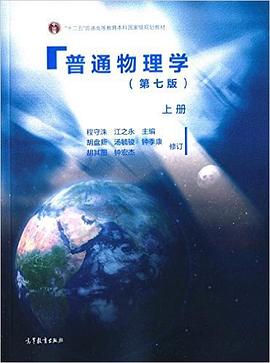 "十二五"普通高等教育本科国家级规划教材
普通物理学
(第七版)
上册
程守洙 江之永 主编
胡盘新 汤毓骏 钟季康
胡其图 钟宏杰 修订
高等教育出版社